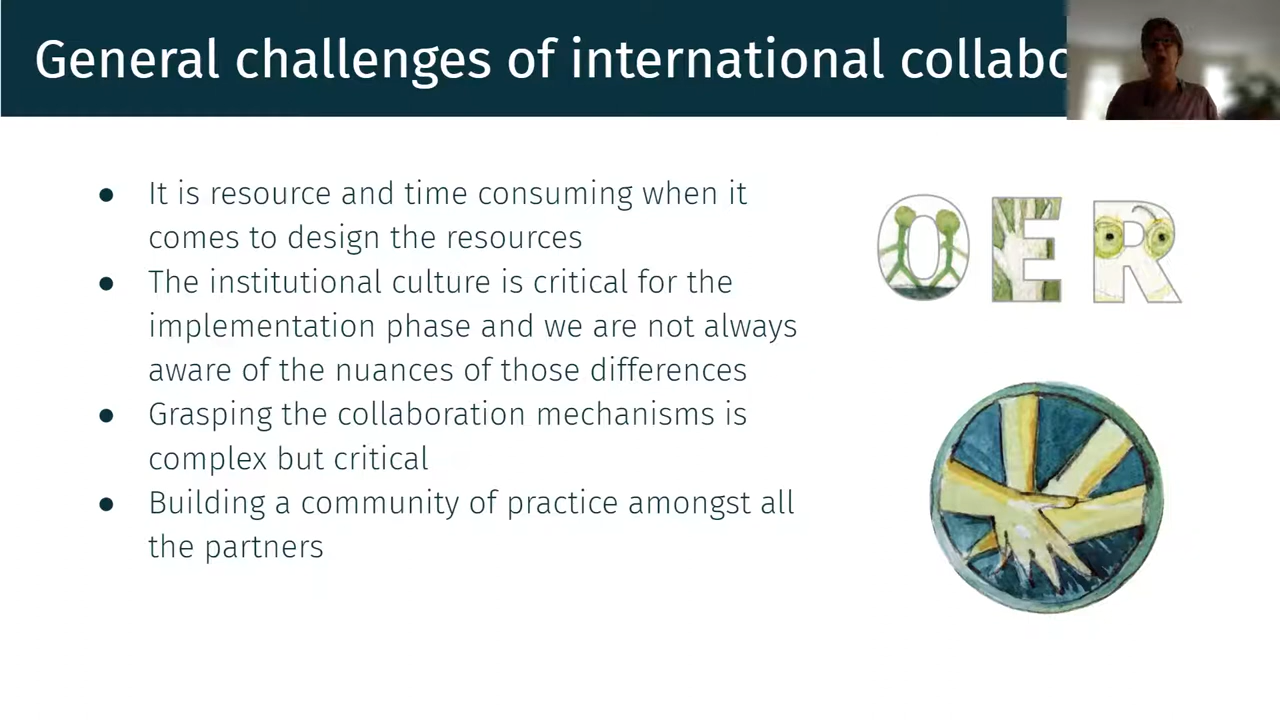 General challenges of international collabo
● It is resource and time consuming when it
comes to design the resources
● The institutional culture is critical for the
implementation phase and we are not always
aware of the nuances of those differences
● Grasping the collaboration mechanisms is
complex but critical
● Building a community of practice amongst all
the partners
OER